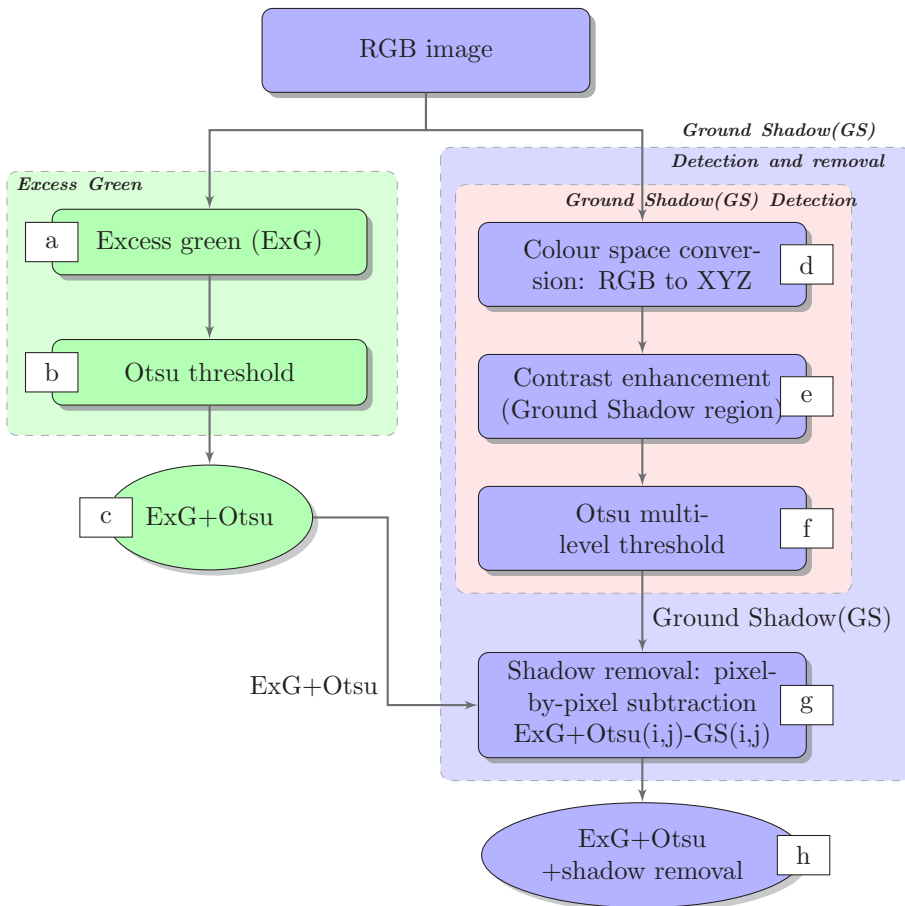 RGB image
Ground Shadow(GS)
Detection and removal
Excess Green
Ground Shadow(GS) Detection
a
Excess green (ExG)
Colour space conver-
sion: RGB to XYZ
d
b
Otsu threshold
Contrast enhancement
(Ground Shadow region)
e
c
ExG+Otsu
Otsu multi-
level threshold
f
Ground Shadow(GS)
ExG+Otsu
Shadow removal: pixel-
by-pixel subtraction
ExG+Otsu(i,j)-GS(i,j)
g
ExG+Otsu
+shadow removal
h